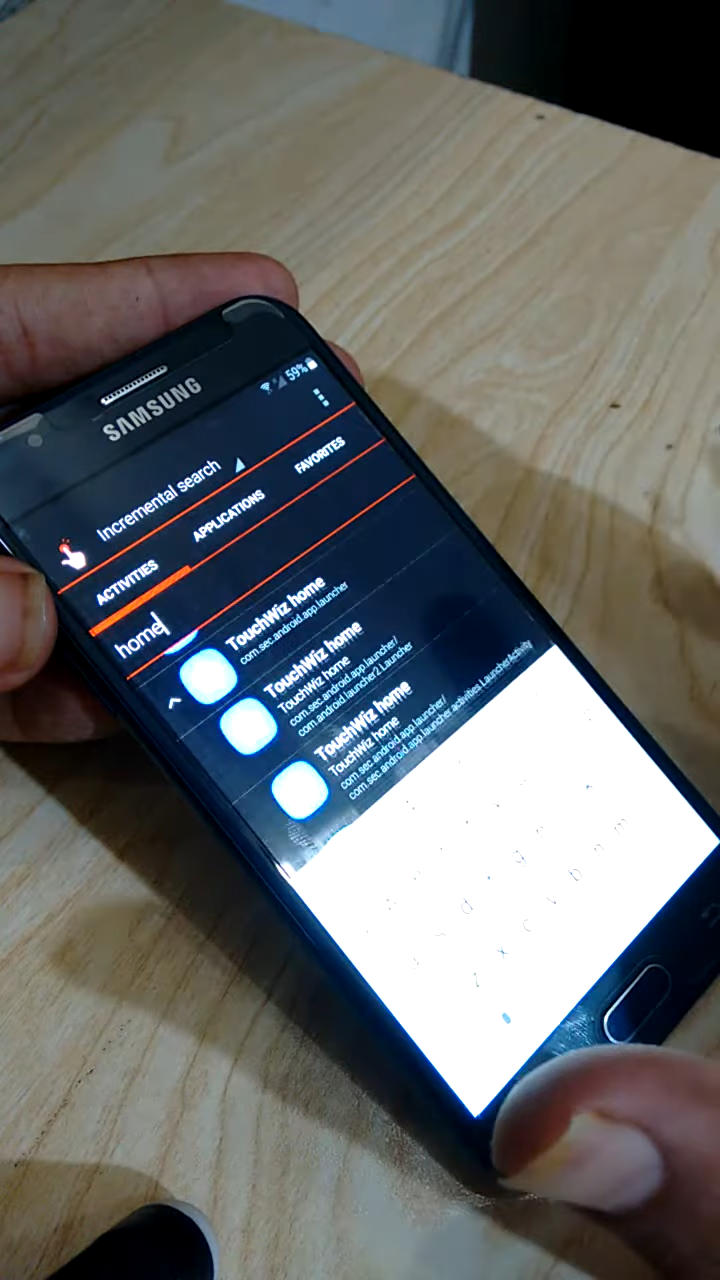 59%
SAMSUNG
Incremental search
ACTIVITIES APPLICATIONS FAVORITES
home
TouchWiz home
com.sec.android.app.launcher
TouchWiz home
TouchWiz home
com.sec.android.app.launcher/
com.android.launcher2.Launcher
TouchWiz home
TouchWiz home
com.sec.android.app.launcher/
com.sec.android.app.launcher.activities.LauncherActivity
z x c v b n m